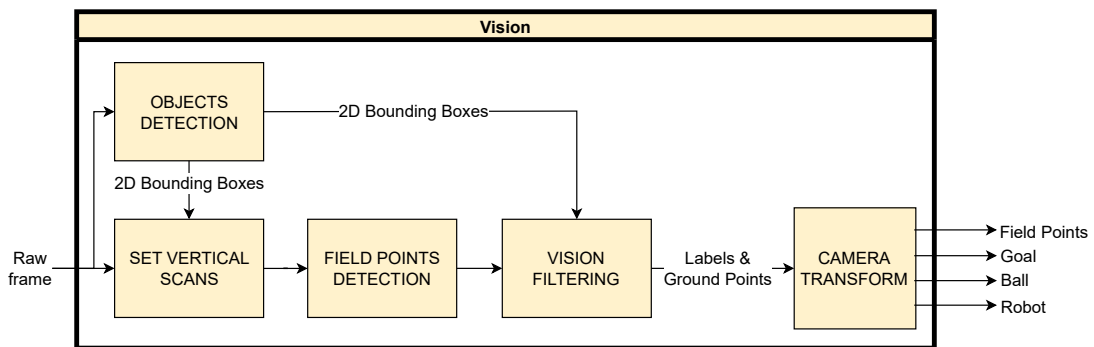 Vision
OBJECTS
DETECTION
2D Bounding Boxes
2D Bounding Boxes
Raw
frame
SET VERTICAL
SCANS
FIELD POINTS
DETECTION
VISION
FILTERING
Labels &
Ground Points
CAMERA
TRANSFORM
Field Points
Goal
Ball
Robot